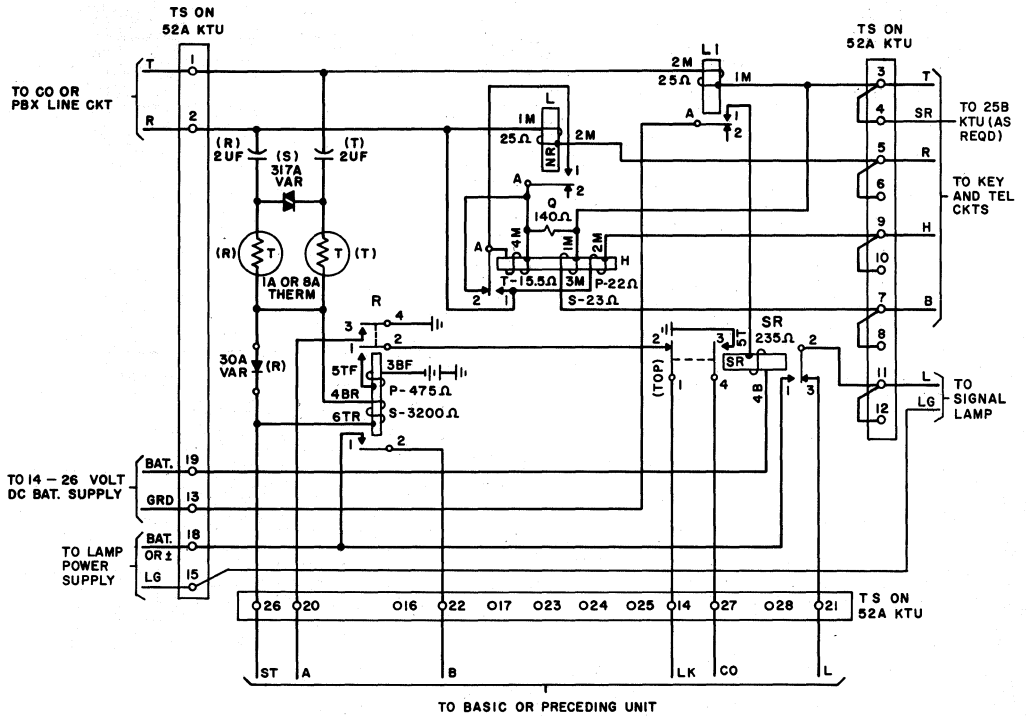 TS ON
52A KTU
TO CO OR
PBX LINE CKT
T
1
R
2
(R)
2UF
(S)
317A
VAR
(T)
2UF
(R)
T
T
(T)
1A OR 8A
THERM
30A
VAR
(R)
R
3
4
1
2
5TF
3BF
P-475Ω
4BR
S-3200Ω
6TR
1
2
L
1M
25Ω
NR
2M
A
1
2
Q
140Ω
A
4M
1M
2M
H
T-15.5Ω
3M
P-22Ω
S-23Ω
2
1
L1
2M
25Ω
1M
A
1
2
2
(TOP)
1
3
4
5T
SR
235Ω
SR
4B
2
1
3
TS ON
52A KTU
3
T
4
SR
TO 25B
KTU (AS
REQD)
5
R
6
TO KEY
AND TEL
CKTS
9
H
10
7
B
8
11
L
LG
12
TO
SIGNAL
LAMP
TO 14 - 26 VOLT
DC BAT. SUPPLY
BAT.
19
GRD
13
TO LAMP
POWER
SUPPLY
BAT.
OR ±
18
LG
15
26
20
16
22
17
23
24
25
14
27
28
21
TS ON
52A KTU
ST
A
B
LK
CO
L
TO BASIC OR PRECEDING UNIT